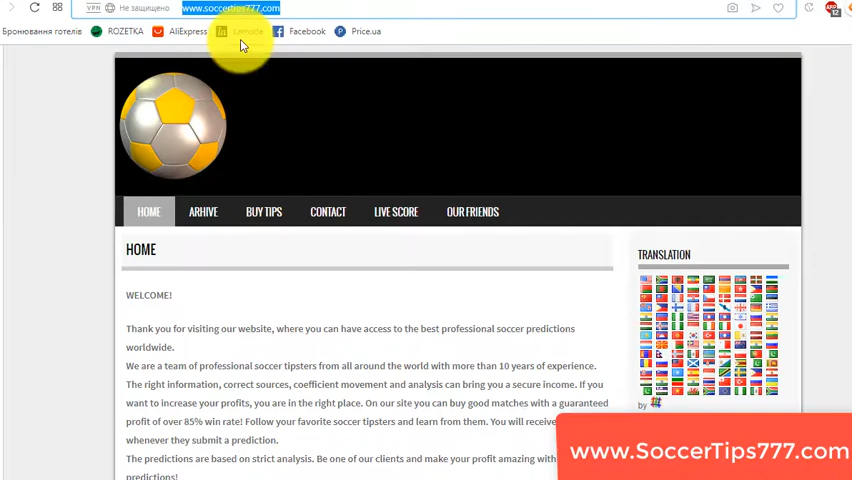 VPN Не защищено www.soccertips777.com
Бронювання готелів ROZETKA AliExpress Lamoda Facebook Price.ua
12
HOME ARHIVE BUY TIPS CONTACT LIVE SCORE OUR FRIENDS
HOME
WELCOME!
Thank you for visiting our website, where you can have access to the best professional soccer predictions
worldwide.
We are a team of professional soccer tipsters from all around the world with more than 10 years of experience.
The right information, correct sources, coefficient movement and analysis can bring you a secure income. If you
want to increase your profits, you are in the right place. On our site you can buy good matches with a guaranteed
profit of over 85% win rate! Follow your favorite soccer tipsters and learn from them. You will receive
whenever they submit a prediction.
The predictions are based on strict analysis. Be one of our clients and make your profit amazing with
predictions!
TRANSLATION
by
www.SoccerTips777.com